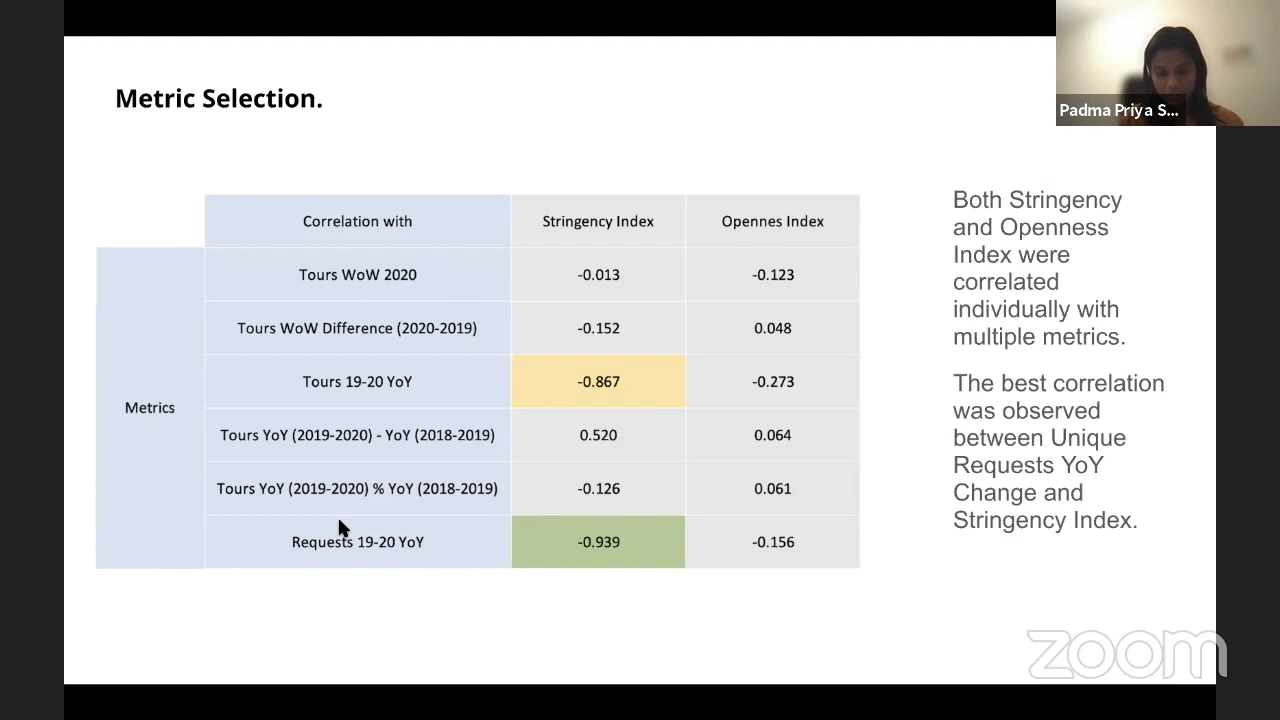 Metric Selection.
Padma Priya S...
Correlation with Stringency Index Opennes Index
Metrics
Tours WoW 2020 -0.013 -0.123
Tours WoW Difference (2020-2019) -0.152 0.048
Tours 19-20 YoY -0.867 -0.273
Tours YoY (2019-2020) - YoY (2018-2019) 0.520 0.064
Tours YoY (2019-2020) % YoY (2018-2019) -0.126 0.061
Requests 19-20 YoY -0.939 -0.156
Both Stringency
and Openness
Index were
correlated
individually with
multiple metrics.
The best correlation
was observed
between Unique
Requests YoY
Change and
Stringency Index.
zoom